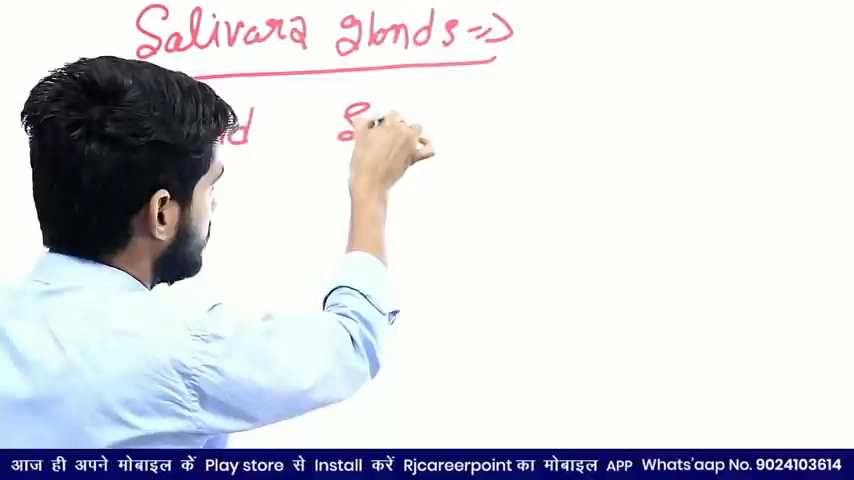 Salivara glands =>
आज ही अपने मोबाइल कें Play store से Install करें Rjcareerpoint का मोबाइल APP Whats'aap No. 9024103614